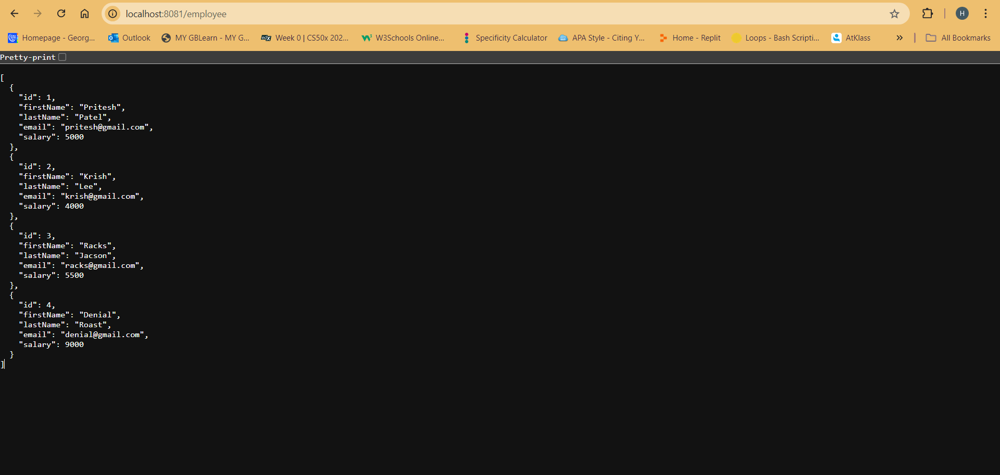 localhost:8081/employee
H
Homepage - Georg...
Outlook
MY GBLearn - MY G...
edX
Week 0 | CS50x 202...
W3Schools Online...
Specificity Calculator
APA Style - Citing Y...
Home - Replit
Loops - Bash Scripti...
AtKlass
All Bookmarks
Pretty-print
[
  {
    "id": 1,
    "firstName": "Pritesh",
    "lastName": "Patel",
    "email": "pritesh@gmail.com",
    "salary": 5000
  },
  {
    "id": 2,
    "firstName": "Krish",
    "lastName": "Lee",
    "email": "krish@gmail.com",
    "salary": 4000
  },
  {
    "id": 3,
    "firstName": "Racks",
    "lastName": "Jacson",
    "email": "racks@gmail.com",
    "salary": 5500
  },
  {
    "id": 4,
    "firstName": "Denial",
    "lastName": "Roast",
    "email": "denial@gmail.com",
    "salary": 9000
  }
]